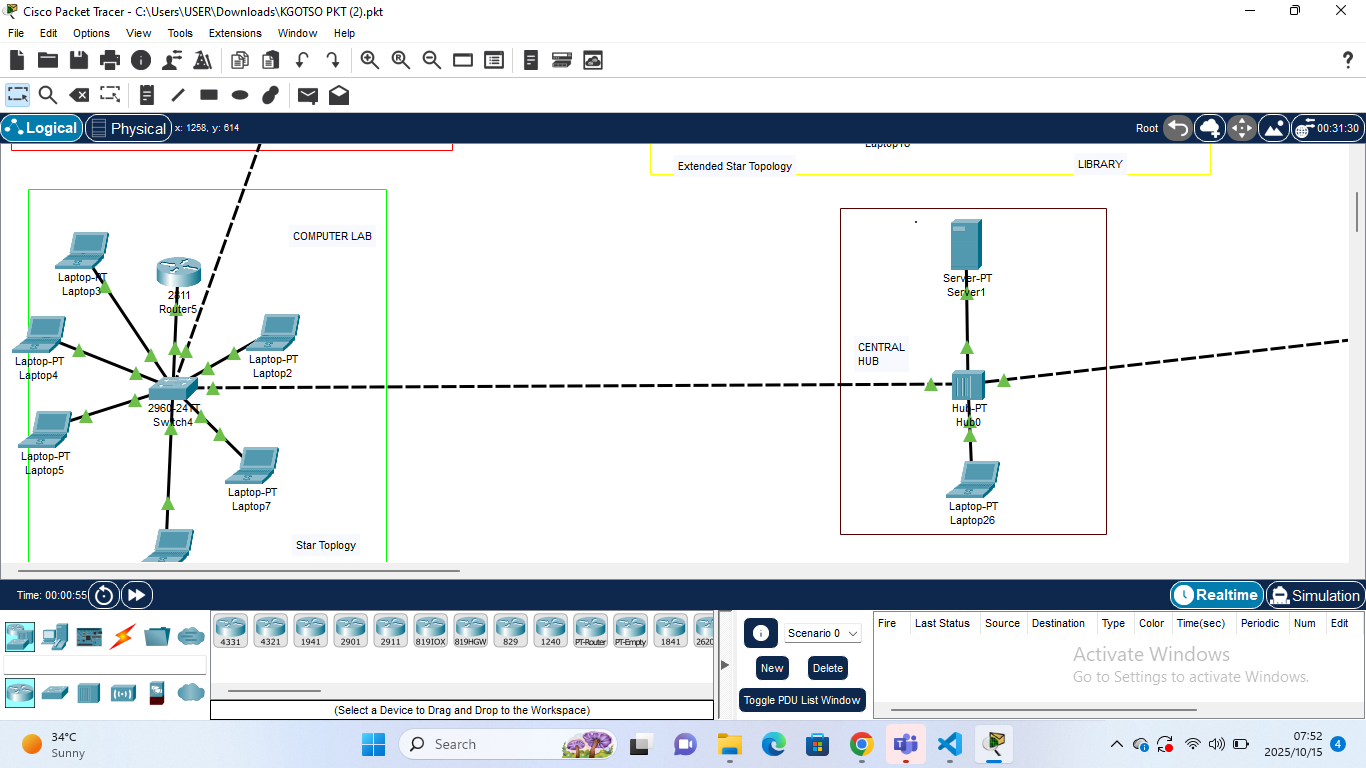 Cisco Packet Tracer - C:\Users\USER\Downloads\KGOTSO PKT (2).pkt
File Edit Options View Tools Extensions Window Help
Logical Physical x: 1258, y: 614
Root 00:31:30
Extended Star Topology
LIBRARY
COMPUTER LAB
Laptop-PT
Laptop3
2811
Router5
Laptop-PT
Laptop4
Laptop-PT
Laptop2
2960-24TT
Switch4
Laptop-PT
Laptop5
Laptop-PT
Laptop7
Star Toplogy
Server-PT
Server1
CENTRAL
HUB
Hub-PT
Hub0
Laptop-PT
Laptop26
Time: 00:00:55
Realtime Simulation
4331 4321 1941 2901 2911 819IOX 819HGW 829 1240 PT-Router PT-Empty 1841
(Select a Device to Drag and Drop to the Workspace)
Scenario 0
New Delete
Toggle PDU List Window
Fire Last Status Source Destination Type Color Time(sec) Periodic Num Edit
Activate Windows
Go to Settings to activate Windows.
34°C
Sunny
Search
07:52
2025/10/15
4